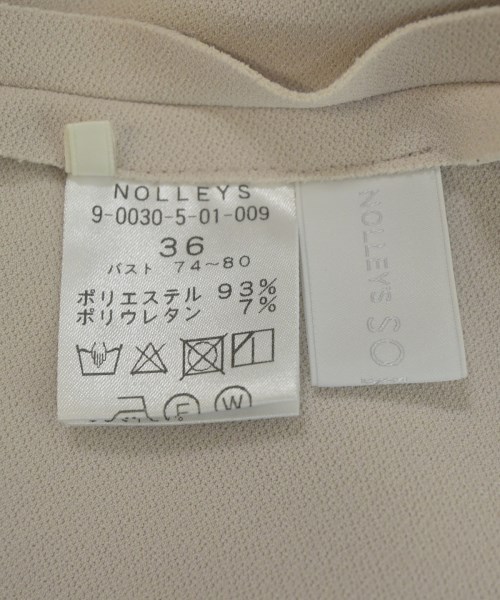 NOLLEYS
9-0030-5-01-009
36
バスト 74～80
ポリエステル 93%
ポリウレタン 7%
F W
NOLLEYS SO